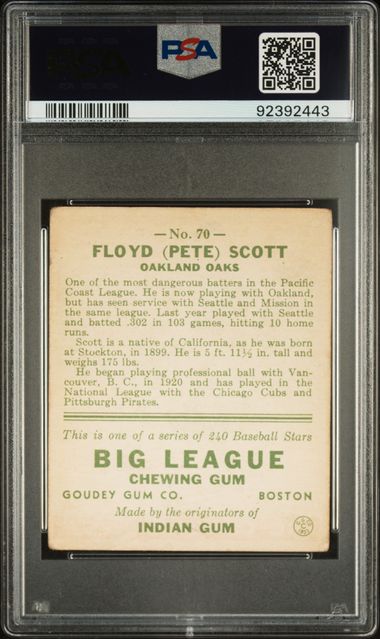 PSA
92392443
— No. 70 —
FLOYD (PETE) SCOTT
OAKLAND OAKS
One of the most dangerous batters in the Pacific
Coast League. He is now playing with Oakland,
but has seen service with Seattle and Mission in
the same league. Last year played with Seattle
and batted .302 in 103 games, hitting 10 home
runs.
Scott is a native of California, as he was born
at Stockton, in 1899. He is 5 ft. 11½ in. tall and
weighs 175 lbs.
He began playing professional ball with Van-
couver, B. C., in 1920 and has played in the
National League with the Chicago Cubs and
Pittsburgh Pirates.
This is one of a series of 240 Baseball Stars
BIG LEAGUE
CHEWING GUM
GOUDEY GUM CO. BOSTON
Made by the originators of
INDIAN GUM